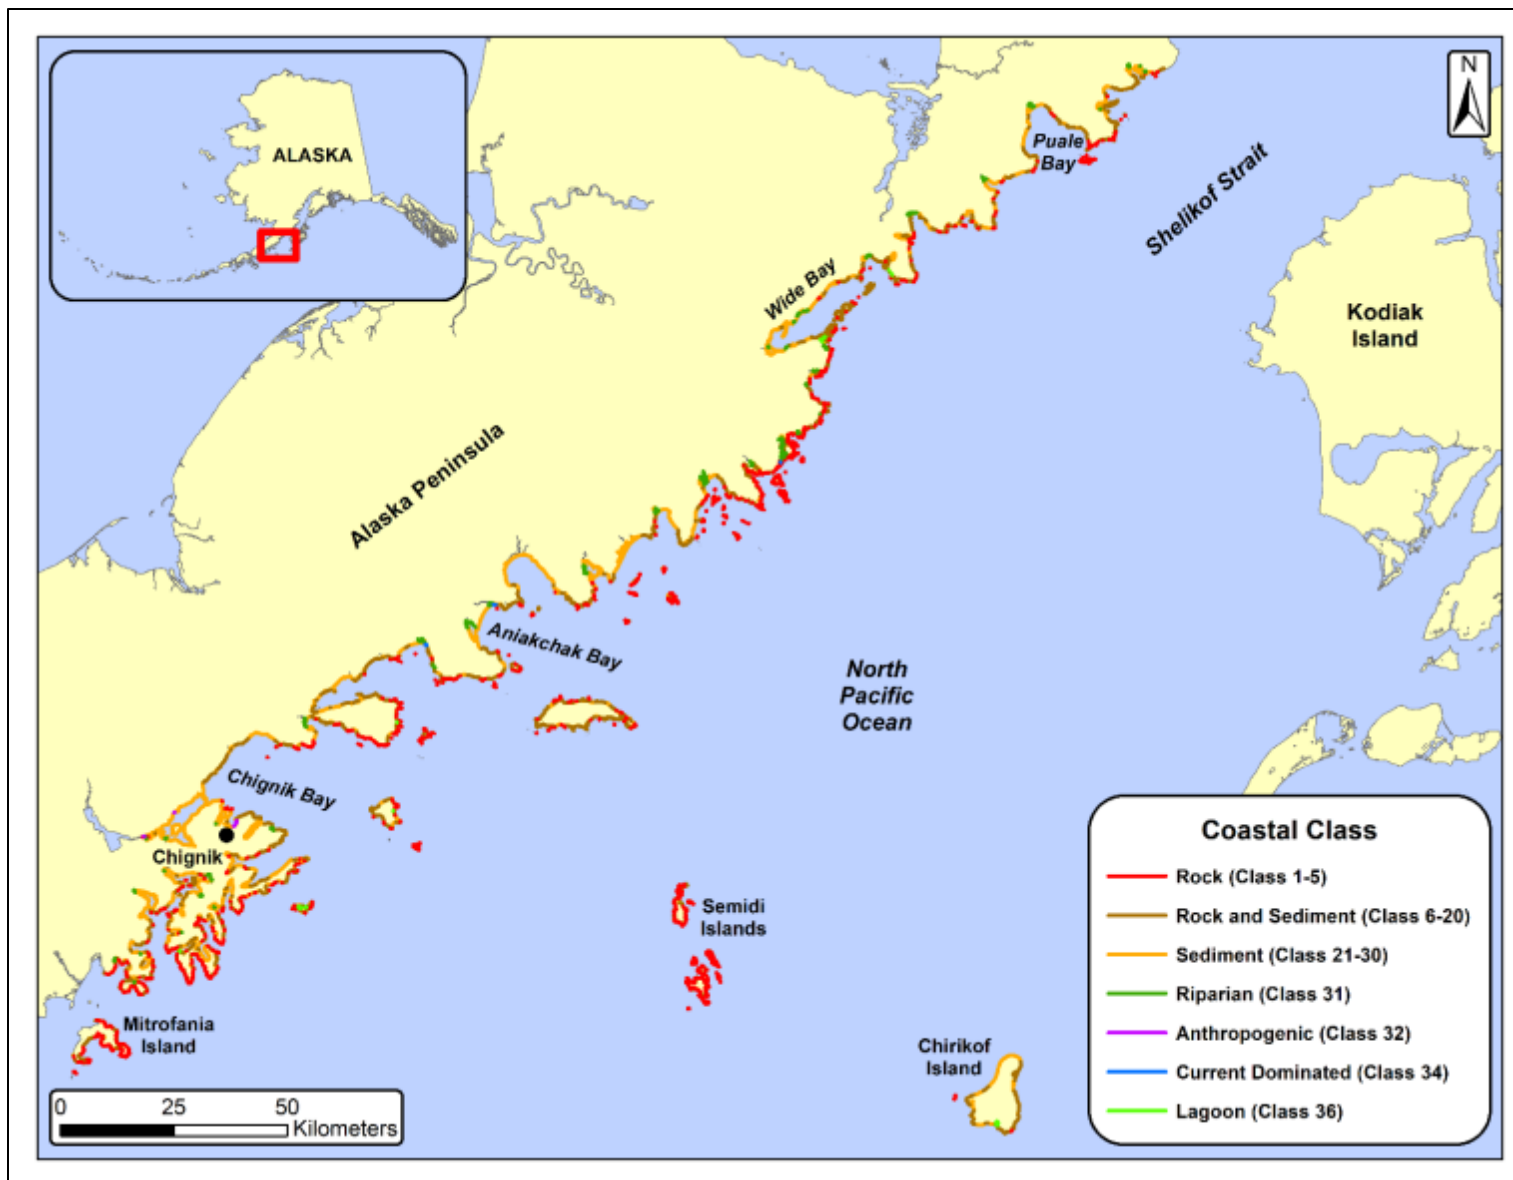 ALASKA
N
Puale
Bay
Shelikof Strait
Wide Bay
Kodiak
Island
Alaska Peninsula
Aniakchak Bay
North
Pacific
Ocean
Chignik Bay
Chignik
Semidi
Islands
Mitrofania
Island
Chirikof
Island
0 25 50
Kilometers
Coastal Class
Rock (Class 1-5)
Rock and Sediment (Class 6-20)
Sediment (Class 21-30)
Riparian (Class 31)
Anthropogenic (Class 32)
Current Dominated (Class 34)
Lagoon (Class 36)